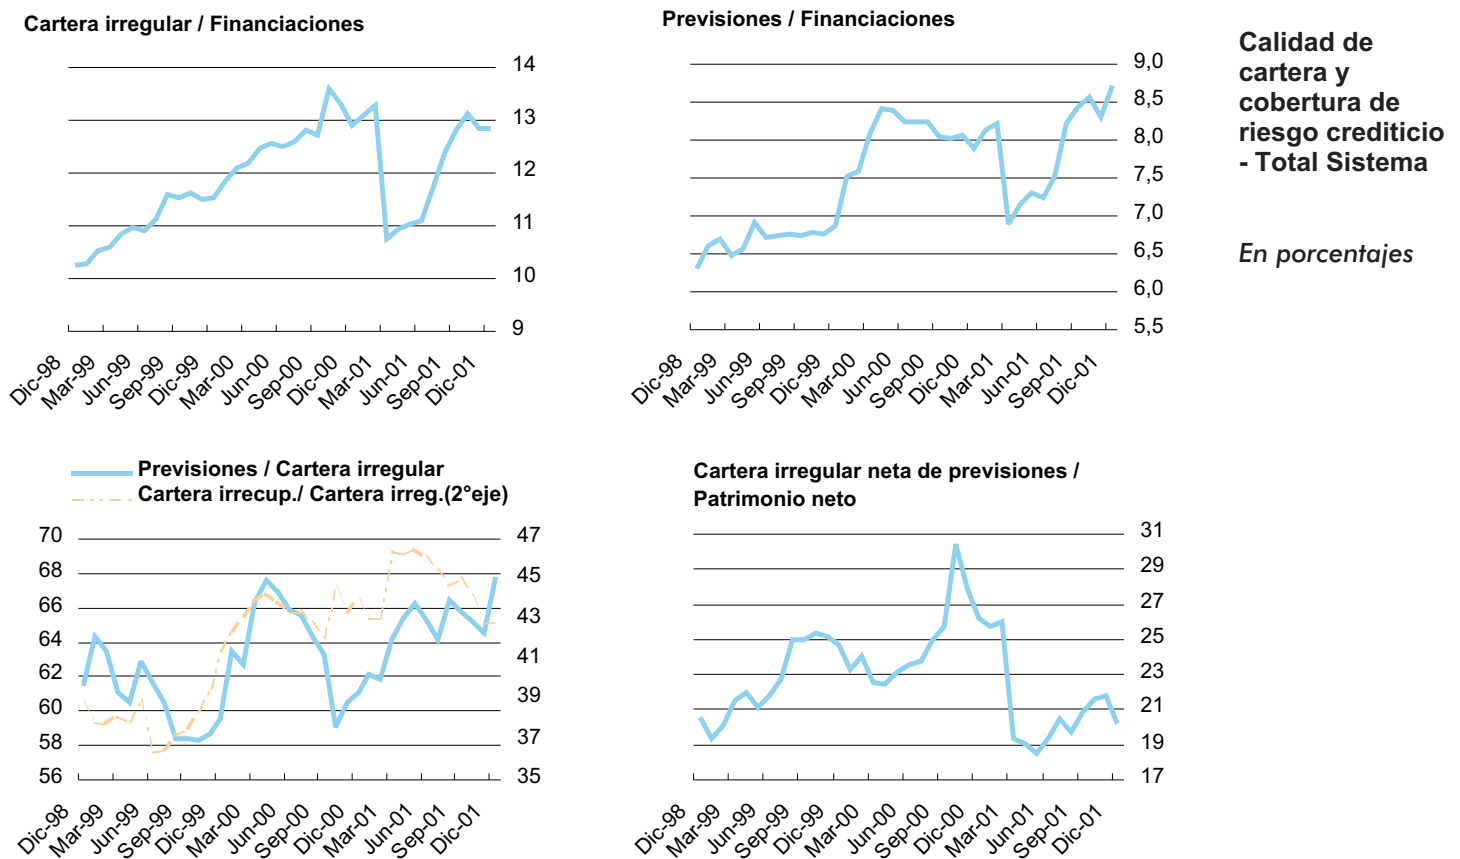 Cartera irregular / Financiaciones
14
13
12
11
10
9
Dic-98
Mar-99
Jun-99
Sep-99
Dic-99
Mar-00
Jun-00
Sep-00
Dic-00
Mar-01
Jun-01
Sep-01
Dic-01
Previsiones / Financiaciones
9,0
8,5
8,0
7,5
7,0
6,5
6,0
5,5
Dic-98
Mar-99
Jun-99
Sep-99
Dic-99
Mar-00
Jun-00
Sep-00
Dic-00
Mar-01
Jun-01
Sep-01
Dic-01
Calidad de
cartera y
cobertura de
riesgo crediticio
- Total Sistema
En porcentajes
Previsiones / Cartera irregular
Cartera irrecup./ Cartera irreg.(2°eje)
70
68
66
64
62
60
58
56
47
45
43
41
39
37
35
Dic-98
Mar-99
Jun-99
Sep-99
Dic-99
Mar-00
Jun-00
Sep-00
Dic-00
Mar-01
Jun-01
Sep-01
Dic-01
Cartera irregular neta de previsiones /
Patrimonio neto
31
29
27
25
23
21
19
17
Dic-98
Mar-99
Jun-99
Sep-99
Dic-99
Mar-00
Jun-00
Sep-00
Dic-00
Mar-01
Jun-01
Sep-01
Dic-01